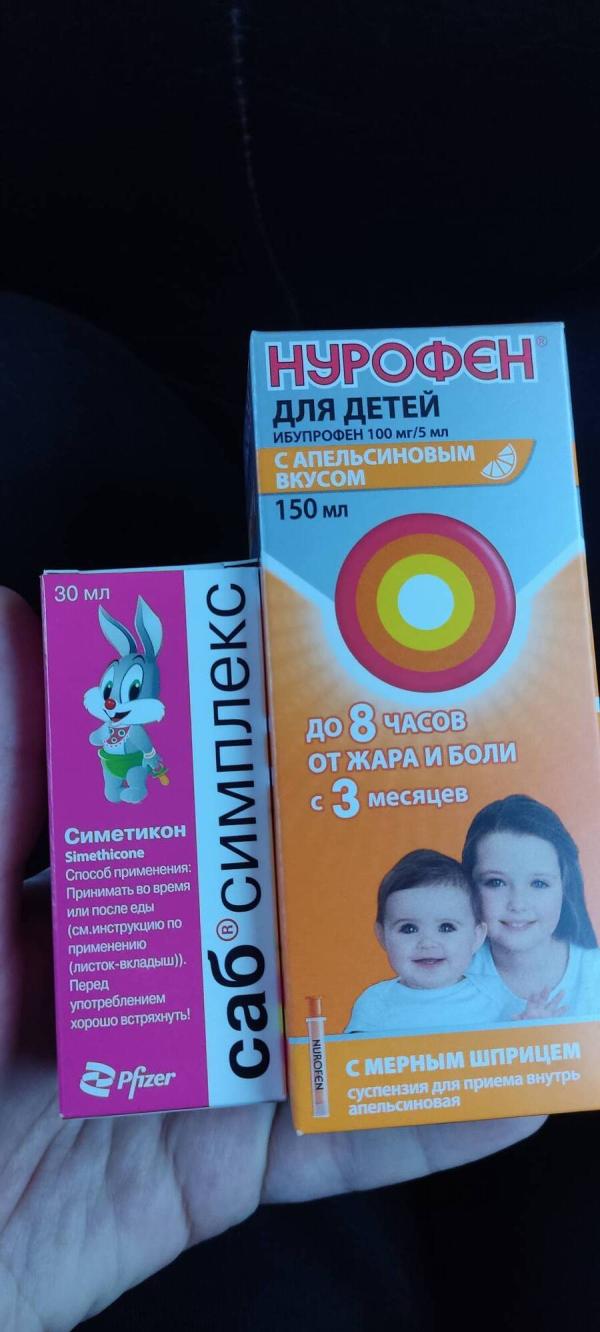 НУРОФЕН®
ДЛЯ ДЕТЕЙ
ИБУПРОФЕН 100 мг/5 мл
С АПЕЛЬСИНОВЫМ
ВКУСОМ
150 мл
ДО 8 ЧАСОВ
ОТ ЖАРА И БОЛИ
с 3 месяцев
NUROFEN
С МЕРНЫМ ШПРИЦЕМ
суспензия для приема внутрь
апельсиновая
30 мл
Симетикон
Simethicone
Способ применения:
Принимать во время
или после еды
(см.инструкцию по
применению
(листок-вкладыш)).
Перед
употреблением
хорошо встряхнуть!
Pfizer
саб® симплекс